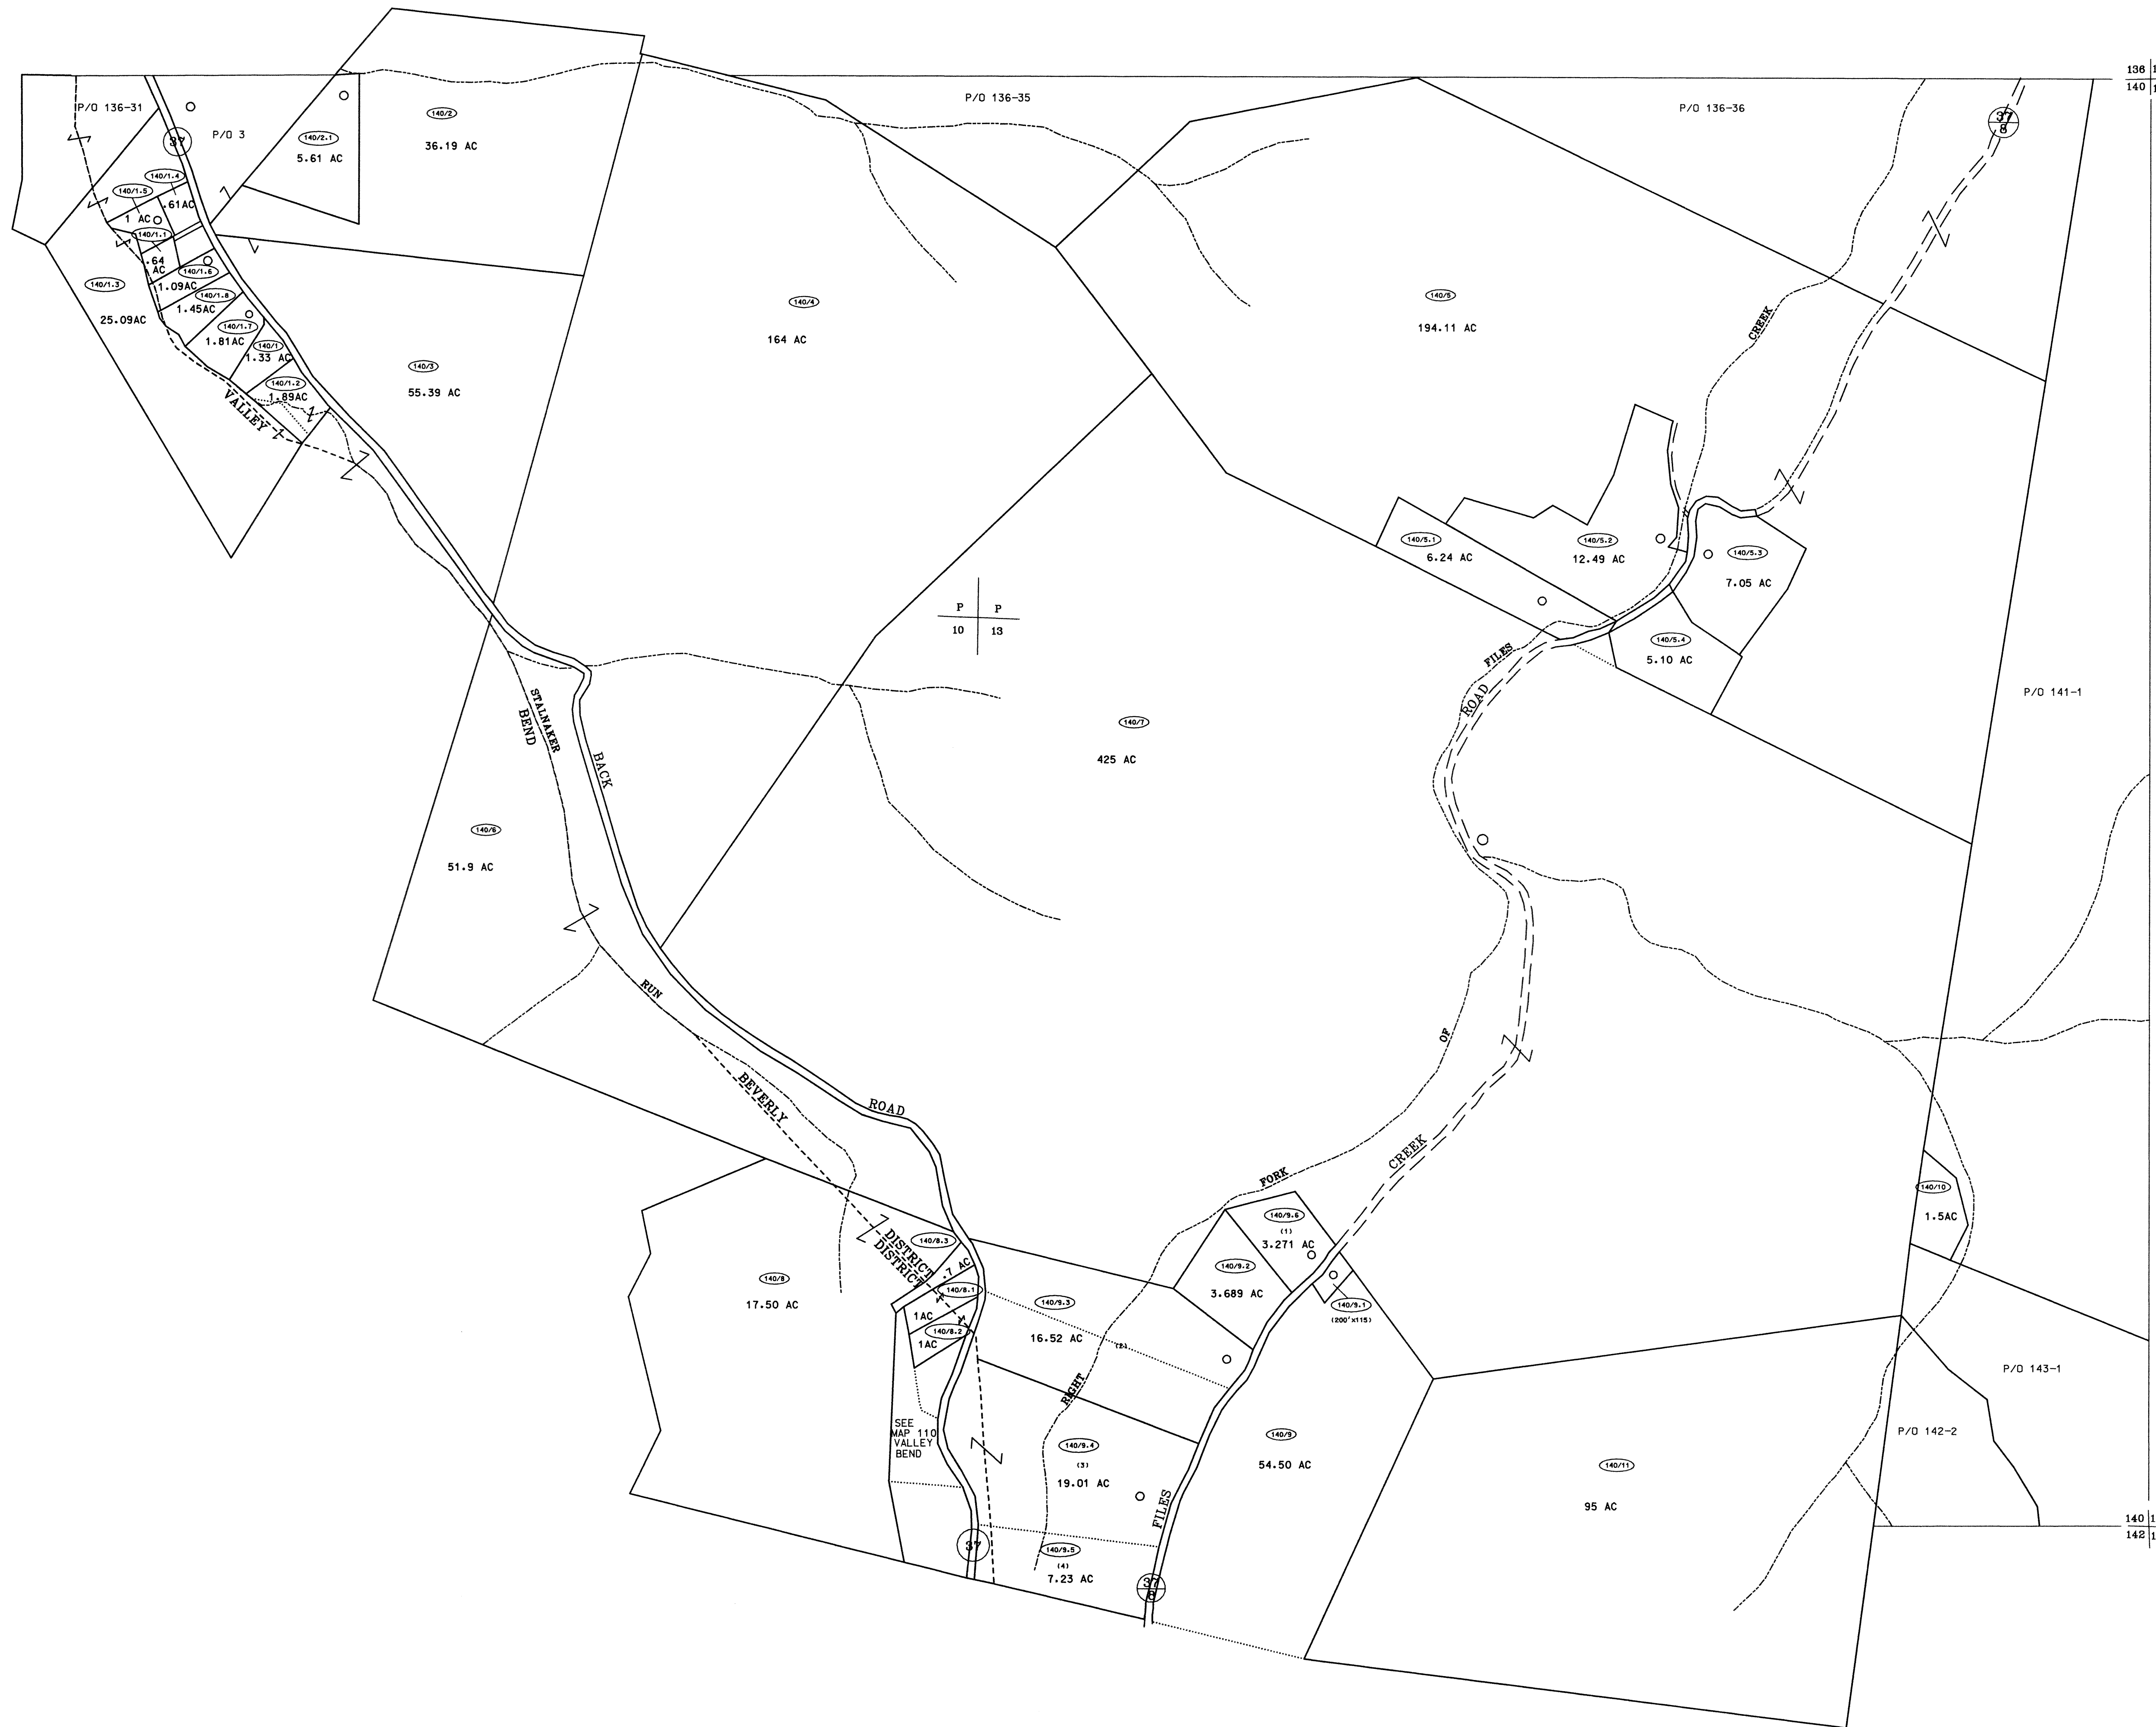 136
140
P/O 136-31
37
P/O 3
140/2.1
5.61 AC
140/2
36.19 AC
P/O 136-35
P/O 136-36
37
8
140/1.4
.61AC
140/1.5
1 AC
140/1.1
.64
AC
140/1.6
1.09AC
140/1.8
1.45AC
140/1.7
1.81AC
140/1
1.33 AC
140/1.2
1.89AC
140/1.3
25.09AC
VALLEY
140/3
55.39 AC
140/4
164 AC
140/5
194.11 AC
CREEK
140/5.1
6.24 AC
140/5.2
12.49 AC
140/5.3
7.05 AC
140/5.4
5.10 AC
P P
10 13
FILES
ROAD
P/O 141-1
STALNAKER
BEND
BACK
140/7
425 AC
140/6
51.9 AC
RUN
BEVERLY
ROAD
OF
CREEK
FORK
140/10
1.5AC
DISTRICT
DISTRICT
140/8
17.50 AC
140/8.3
.7 AC
140/8.1
1AC
140/8.2
1AC
140/9.6
(1)
3.271 AC
140/9.2
3.689 AC
140/9.1
(200'x115)
140/9.3
16.52 AC
(2)
RIGHT
P/O 143-1
P/O 142-2
SEE
MAP 110
VALLEY
BEND
140/9.4
(3)
19.01 AC
140/9
54.50 AC
140/11
95 AC
FILES
37
140/9.5
(4)
7.23 AC
37
8
140
142